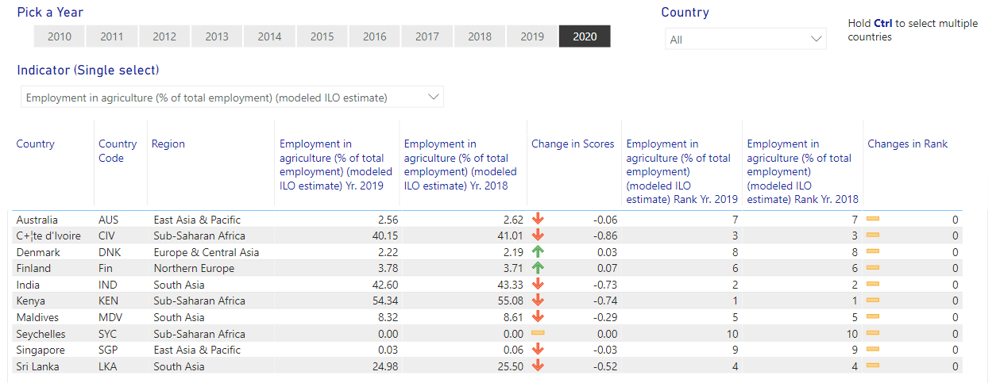 Pick a Year
Country
Hold Ctrl to select multiple
countries
2010 2011 2012 2013 2014 2015 2016 2017 2018 2019 2020
All
Indicator (Single select)
Employment in agriculture (% of total employment) (modeled ILO estimate)
Country
Country
Code
Region
Employment in
agriculture (% of total
employment) (modeled
ILO estimate) Yr. 2019
Employment in
agriculture (% of total
employment) (modeled
ILO estimate) Yr. 2018
Change in Scores
Employment in
agriculture (% of total
employment)
(modeled ILO
estimate) Rank Yr. 2019
Employment in
agriculture (% of total
employment)
(modeled ILO
estimate) Rank Yr. 2018
Changes in Rank
Australia AUS East Asia & Pacific 2.56 2.62 -0.06 7 7 0
C+¦te d'Ivoire CIV Sub-Saharan Africa 40.15 41.01 -0.86 3 3 0
Denmark DNK Europe & Central Asia 2.22 2.19 0.03 8 8 0
Finland Fin Northern Europe 3.78 3.71 0.07 6 6 0
India IND South Asia 42.60 43.33 -0.73 2 2 0
Kenya KEN Sub-Saharan Africa 54.34 55.08 -0.74 1 1 0
Maldives MDV South Asia 8.32 8.61 -0.29 5 5 0
Seychelles SYC Sub-Saharan Africa 0.00 0.00 0.00 10 10 0
Singapore SGP East Asia & Pacific 0.03 0.06 -0.03 9 9 0
Sri Lanka LKA South Asia 24.98 25.50 -0.52 4 4 0